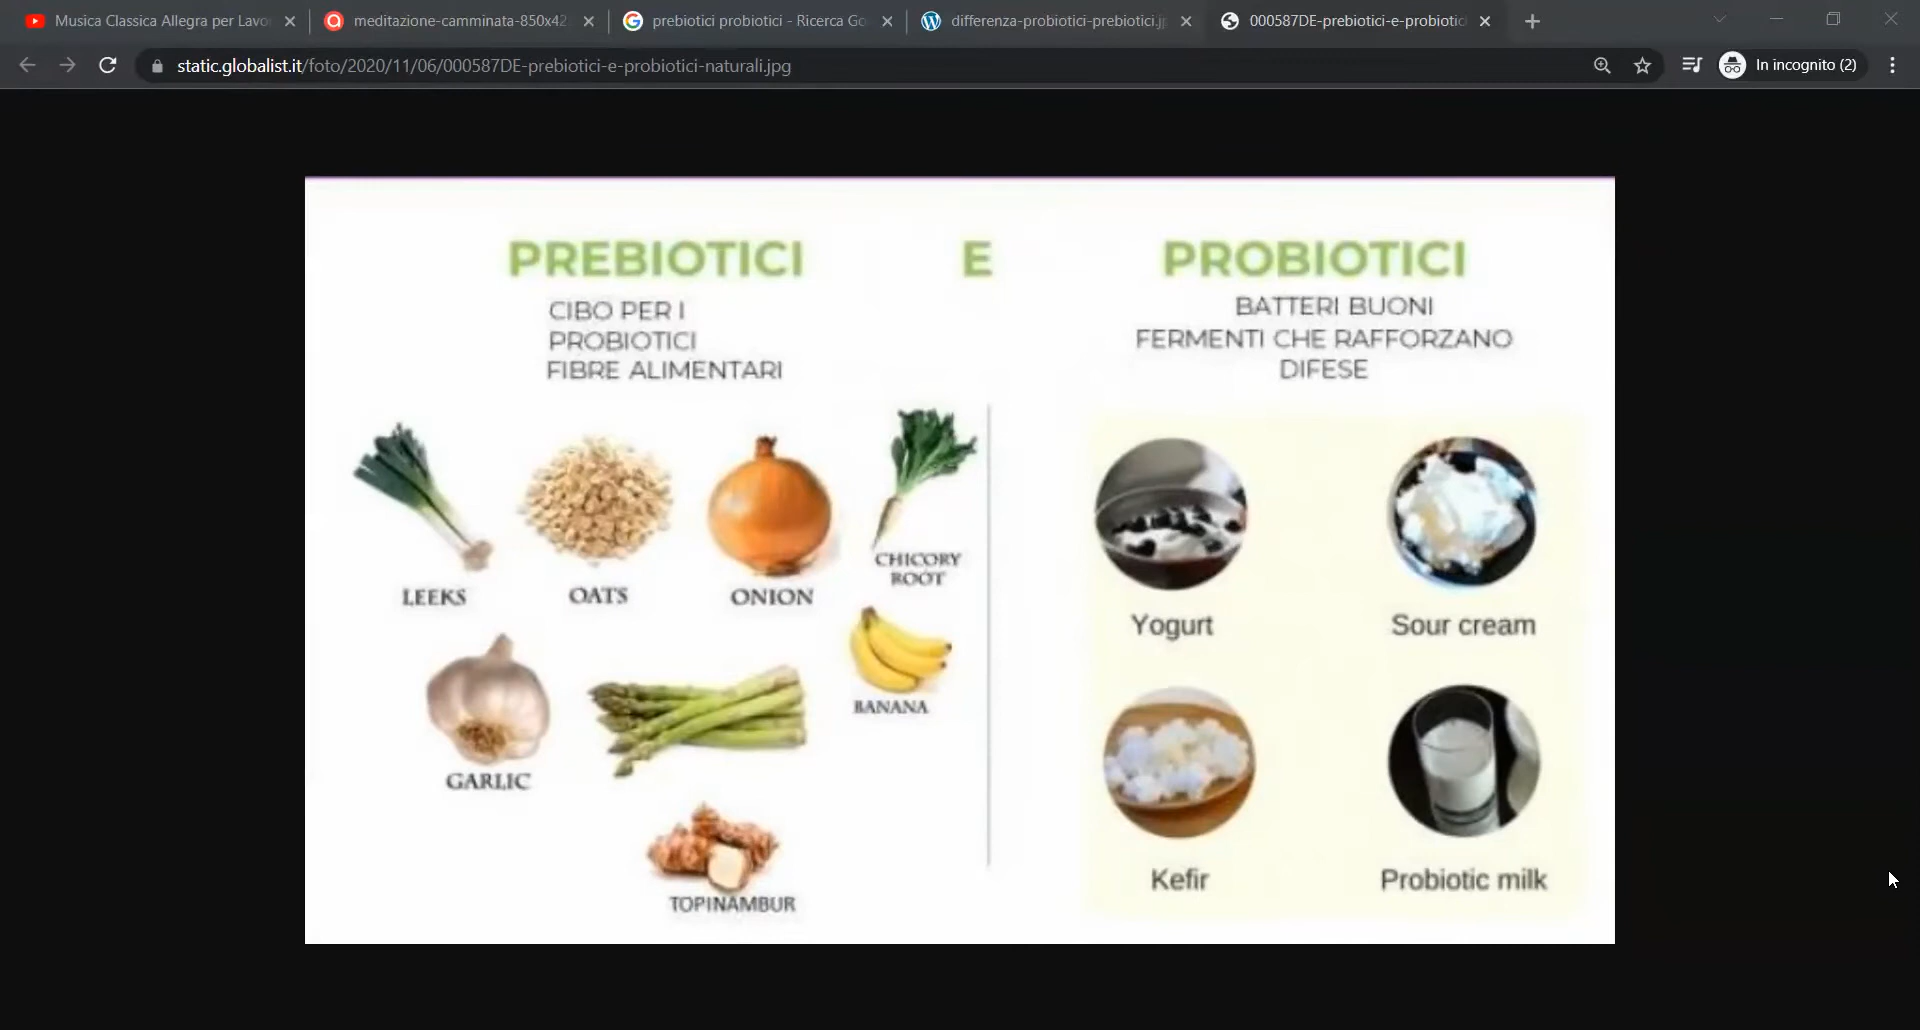 Musica Classica Allegra per Lavo
meditazione-camminata-850x42
prebiotici probiotici - Ricerca Go
differenza-probiotici-prebiotici.j
000587DE-prebiotici-e-probiotic
static.globalist.it/foto/2020/11/06/000587DE-prebiotici-e-probiotici-naturali.jpg
In incognito (2)
PREBIOTICI E PROBIOTICI
CIBO PER I
PROBIOTICI
FIBRE ALIMENTARI
BATTERI BUONI
FERMENTI CHE RAFFORZANO
DIFESE
LEEKS
OATS
ONION
CHICORY
ROOT
GARLIC
BANANA
TOPINAMBUR
Yogurt
Sour cream
Kefir
Probiotic milk